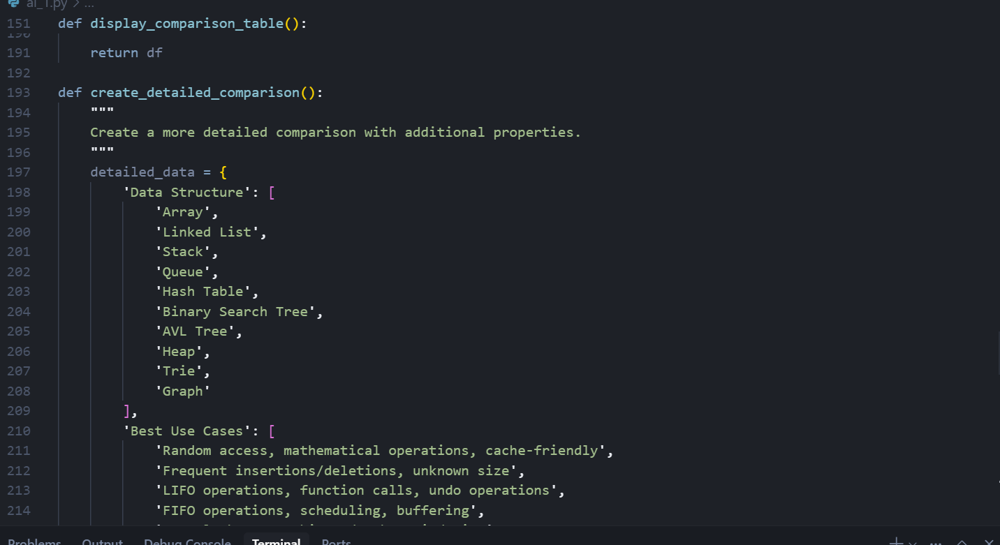 ai_1.py > ...
151 def display_comparison_table():
190
191 return df
192
193 def create_detailed_comparison():
194 """
195 Create a more detailed comparison with additional properties.
196 """
197 detailed_data = {
198 'Data Structure': [
199 'Array',
200 'Linked List',
201 'Stack',
202 'Queue',
203 'Hash Table',
204 'Binary Search Tree',
205 'AVL Tree',
206 'Heap',
207 'Trie',
208 'Graph'
209 ],
210 'Best Use Cases': [
211 'Random access, mathematical operations, cache-friendly',
212 'Frequent insertions/deletions, unknown size',
213 'LIFO operations, function calls, undo operations',
214 'FIFO operations, scheduling, buffering',
Problems Output Debug Console Terminal Ports